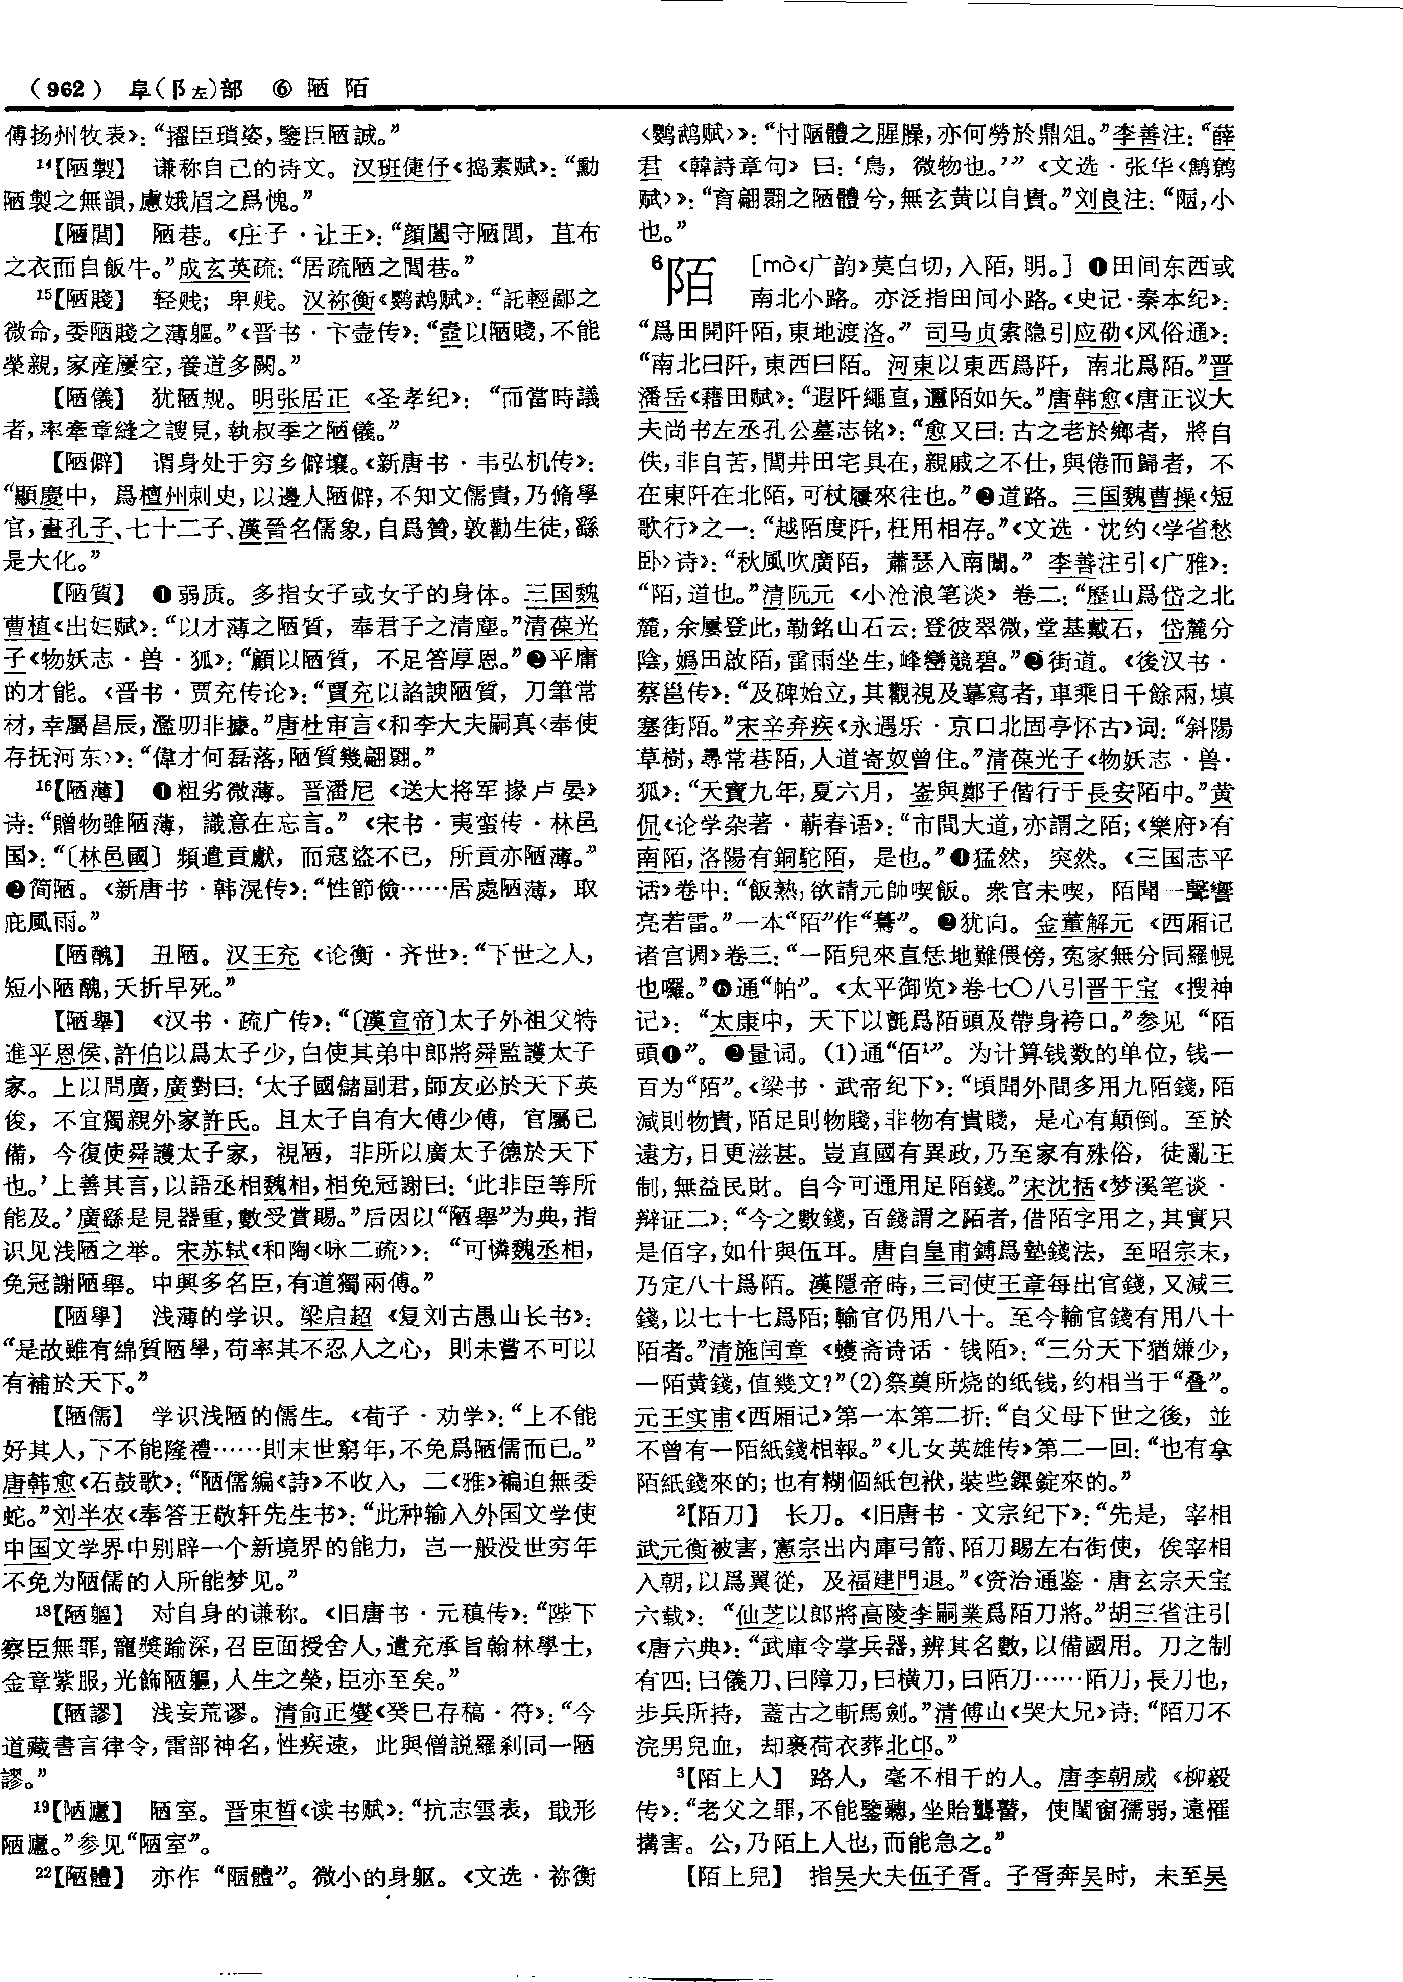 (962) 阜(阝左)部 ⑥ 陋 陌
傅扬州牧表》：“擢臣瑣姿，鑒臣陋誠。”
¹⁴【陋製】 谦称自己的诗文。汉班倢伃《捣素赋》：“勳
陋製之無韻，慮娥眉之爲愧。”
【陋閭】 陋巷。《庄子·让王》：“顔闔守陋閭，苴布
之衣而自飯牛。”成玄英疏：“居疏陋之閭巷。”
¹⁵【陋賤】 轻贱；卑贱。汉祢衡《鹦鹉赋》：“託輕鄙之
微命，委陋賤之薄軀。”《晋书·卞壸传》：“壼以陋賤，不能
榮親，家産屢空，養道多闕。”
【陋儀】 犹陋规。明张居正《圣孝纪》：“而當時議
者，率牽章縫之謏見，執叔季之陋儀。”
【陋僻】 谓身处于穷乡僻壤。《新唐书·韦弘机传》：
“顯慶中，爲檀州刺史，以邊人陋僻，不知文儒貴，乃脩學
官，畫孔子、七十二子、漢晉名儒象，自爲贊，敦勸生徒，繇
是大化。”
【陋質】 ❶弱质。多指女子或女子的身体。三国魏
曹植《出妇赋》：“以才薄之陋質，奉君子之清塵。”清葆光
子《物妖志·兽·狐》：“顧以陋質，不足答厚恩。”❷平庸
的才能。《晋书·贾充传论》：“賈充以諂諛陋質，刀筆常
材，幸屬昌辰，濫叨非據。”唐杜审言《和李大夫嗣真〈奉使
存抚河东〉》：“偉才何磊落，陋質幾翩翾。”
¹⁶【陋薄】 ❶粗劣微薄。晋潘尼《送大将军掾卢晏》
诗：“贈物雖陋薄，識意在忘言。”《宋书·夷蛮传·林邑
国》：“〔林邑國〕頻遣貢獻，而寇盜不已，所貢亦陋薄。”
❷简陋。《新唐书·韩滉传》：“性節儉……居處陋薄，取
庇風雨。”
【陋醜】 丑陋。汉王充《论衡·齐世》：“下世之人，
短小陋醜，夭折早死。”
【陋舉】 《汉书·疏广传》：“〔漢宣帝〕太子外祖父特
進平恩侯、許伯以爲太子少，白使其弟中郎將舜監護太子
家。上以問廣，廣對曰：‘太子國儲副君，師友必於天下英
俊，不宜獨親外家許氏。且太子自有太傅少傅，官屬已
備，今復使舜護太子家，視陋，非所以廣太子德於天下
也。’上善其言，以語丞相魏相，相免冠謝曰：‘此非臣等所
能及。’廣繇是見器重，數受賞賜。”后因以“陋舉”为典，指
识见浅陋之举。宋苏轼《和陶〈咏二疏〉》：“可憐魏丞相，
免冠謝陋舉。中興多名臣，有道獨兩傅。”
【陋學】 浅薄的学识。梁启超《复刘古愚山长书》：
“是故雖有綿質陋學，苟率其不忍人之心，則未嘗不可以
有補於天下。”
【陋儒】 学识浅陋的儒生。《荀子·劝学》：“上不能
好其人，下不能隆禮……則末世窮年，不免爲陋儒而已。”
唐韩愈《石鼓歌》：“陋儒編《詩》不收入，二《雅》褊迫無委
蛇。”刘半农《奉答王敬轩先生书》：“此种输入外国文学使
中国文学界中别辟一个新境界的能力，岂一般没世穷年
不免为陋儒的人所能梦见。”
¹⁸【陋軀】 对自身的谦称。《旧唐书·元稹传》：“陛下
察臣無罪，寵獎踰深，召臣面授舍人，遣充承旨翰林學士，
金章紫服，光飾陋軀，人生之榮，臣亦至矣。”
【陋謬】 浅妄荒谬。清俞正燮《癸巳存稿·符》：“今
道藏書言律令，雷部神名，性疾速，此與僧説羅刹同一陋
謬。”
¹⁹【陋廬】 陋室。晋束晳《读书赋》：“抗志雲表，戢形
陋廬。”参见“陋室”。
²²【陋體】 亦作“陋體”。微小的身躯。《文选·祢衡
〈鹦鹉赋〉》：“忖陋體之腥臊，亦何勞於鼎俎。”李善注：“薛
君《韓詩章句》曰：‘鳥，微物也。’”《文选·张华〈鷦鷯
赋〉》：“育翩翾之陋體兮，無玄黄以自貴。”刘良注：“陋，小
也。”
⁶陌 ［mò《广韵》莫白切，入陌，明。］ ❶田间东西或
南北小路。亦泛指田间小路。《史记·秦本纪》：
“爲田開阡陌，東地渡洛。”司马贞索隐引应劭《风俗通》：
“南北曰阡，東西曰陌。河東以東西爲阡，南北爲陌。”晋
潘岳《藉田赋》：“遐阡繩直，邇陌如矢。”唐韩愈《唐正议大
夫尚书左丞孔公墓志铭》：“愈又曰：古之老於鄉者，將自
佚，非自苦，閭井田宅具在，親戚之不仕，與倦而歸者，不
在東阡在北陌，可杖屨來往也。”❷道路。三国魏曹操《短
歌行》之一：“越陌度阡，枉用相存。”《文选·沈约〈学省愁
卧〉诗》：“秋風吹廣陌，蕭瑟入南闈。”李善注引《广雅》：
“陌，道也。”清阮元《小沧浪笔谈》卷二：“歷山爲岱之北
麓，余屢登此，勒銘山石云：登彼翠微，堂基戴石，岱麓分
陰，嬀田啟陌，雷雨坐生，峰巒競碧。”❸街道。《後汉书·
蔡邕传》：“及碑始立，其觀視及摹寫者，車乘日千餘兩，填
塞街陌。”宋辛弃疾《永遇乐·京口北固亭怀古》词：“斜陽
草樹，尋常巷陌，人道寄奴曾住。”清葆光子《物妖志·兽·
狐》：“天寶九年，夏六月，崟與鄭子偕行于長安陌中。”黄
侃《论学杂著·蕲春语》：“市間大道，亦謂之陌；《樂府》有
南陌，洛陽有銅駝陌，是也。”❹猛然，突然。《三国志平
话》卷中：“飯熟，欲請元帥喫飯。衆官未喫，陌聞一聲響
亮若雷。”一本“陌”作“驀”。❺犹向。金董解元《西厢记
诸宫调》卷三：“一陌兒來直恁地難偎傍，寃家無分同羅幌
也囉。”❻通“帕”。《太平御览》卷七〇八引晋干宝《搜神
记》：“太康中，天下以氈爲陌頭及帶身袴口。”参见“陌
頭❶”。❼量词。(1)通“佰¹”。为计算钱数的单位，钱一
百为“陌”。《梁书·武帝纪下》：“頃聞外間多用九陌錢，陌
減則物貴，陌足則物賤，非物有貴賤，是心有顛倒。至於
遠方，日更滋甚。豈直國有異政，乃至家有殊俗，徒亂王
制，無益民財。自今可通用足陌錢。”宋沈括《梦溪笔谈·
辩证二》：“今之數錢，百錢謂之陌者，借陌字用之，其實只
是佰字，如什與伍耳。唐自皇甫鎛爲墊錢法，至昭宗末，
乃定八十爲陌。漢隱帝時，三司使王章每出官錢，又減三
錢，以七十七爲陌；輸官仍用八十。至今輸官錢有用八十
陌者。”清施闰章《蠖斋诗话·钱陌》：“三分天下猶嫌少，
一陌黄錢，值幾文？”(2)祭奠所烧的纸钱，约相当于“叠”。
元王实甫《西厢记》第一本第二折：“自父母下世之後，並
不曾有一陌紙錢相報。”《儿女英雄传》第二一回：“也有拿
陌紙錢來的；也有糊個紙包袱，裝些錁錠來的。”
²【陌刀】 长刀。《旧唐书·文宗纪下》：“先是，宰相
武元衡被害，憲宗出内庫弓箭、陌刀賜左右街使，俟宰相
入朝，以爲翼從，及福建門退。”《资治通鉴·唐玄宗天宝
六载》：“仙芝以郎將高陵李嗣業爲陌刀將。”胡三省注引
《唐六典》：“武庫令掌兵器，辨其名數，以備國用。刀之制
有四：曰儀刀、曰障刀，曰横刀，曰陌刀……陌刀，長刀也，
步兵所持，蓋古之斬馬劍。”清傅山《哭大兄》诗：“陌刀不
浣男兒血，却裹荷衣葬北邙。”
³【陌上人】 路人，毫不相干的人。唐李朝威《柳毅
传》：“老父之罪，不能鑒聽，坐貽聾瞽，使閨窗孺弱，遠罹
搆害。公，乃陌上人也，而能急之。”
【陌上兒】 指吴大夫伍子胥。子胥奔吴时，未至吴